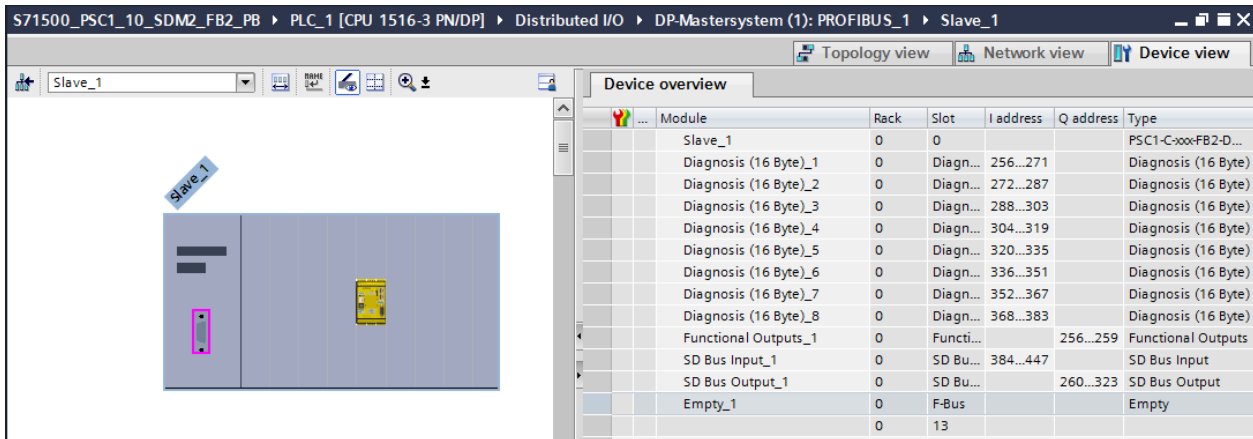 S71500_PSC1_10_SDM2_FB2_PB ▸ PLC_1 [CPU 1516-3 PN/DP] ▸ Distributed I/O ▸ DP-Mastersystem (1): PROFIBUS_1 ▸ Slave_1
Topology view Network view Device view
Slave_1
Device overview
... Module Rack Slot I address Q address Type
Slave_1 0 0 PSC1-C-xxx-FB2-D...
Diagnosis (16 Byte)_1 0 Diagn... 256...271 Diagnosis (16 Byte)
Diagnosis (16 Byte)_2 0 Diagn... 272...287 Diagnosis (16 Byte)
Diagnosis (16 Byte)_3 0 Diagn... 288...303 Diagnosis (16 Byte)
Diagnosis (16 Byte)_4 0 Diagn... 304...319 Diagnosis (16 Byte)
Diagnosis (16 Byte)_5 0 Diagn... 320...335 Diagnosis (16 Byte)
Diagnosis (16 Byte)_6 0 Diagn... 336...351 Diagnosis (16 Byte)
Diagnosis (16 Byte)_7 0 Diagn... 352...367 Diagnosis (16 Byte)
Diagnosis (16 Byte)_8 0 Diagn... 368...383 Diagnosis (16 Byte)
Functional Outputs_1 0 Functi... 256...259 Functional Outputs
SD Bus Input_1 0 SD Bu... 384...447 SD Bus Input
SD Bus Output_1 0 SD Bu... 260...323 SD Bus Output
Empty_1 0 F-Bus Empty
0 13
Slave_1
NAME